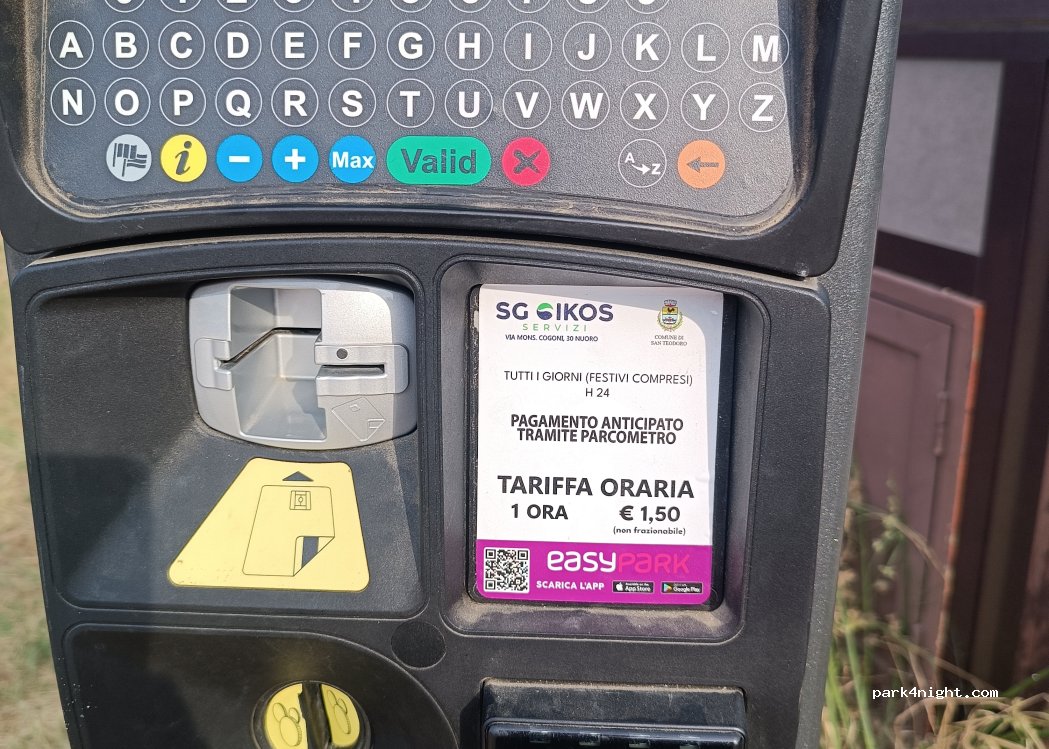 A B C D E F G H I J K L M
N O P Q R S T U V W X Y Z
i - + Max Valid X A→Z
SG OIKOS
SERVIZI
VIA MONS. COGONI, 30 NUORO
COMUNE DI
SAN TEODORO
TUTTI I GIORNI (FESTIVI COMPRESI)
H 24
PAGAMENTO ANTICIPATO
TRAMITE PARCOMETRO
TARIFFA ORARIA
1 ORA € 1,50
(non frazionabile)
easyPARK
SCARICA L'APP App Store Google Play
park4night.com